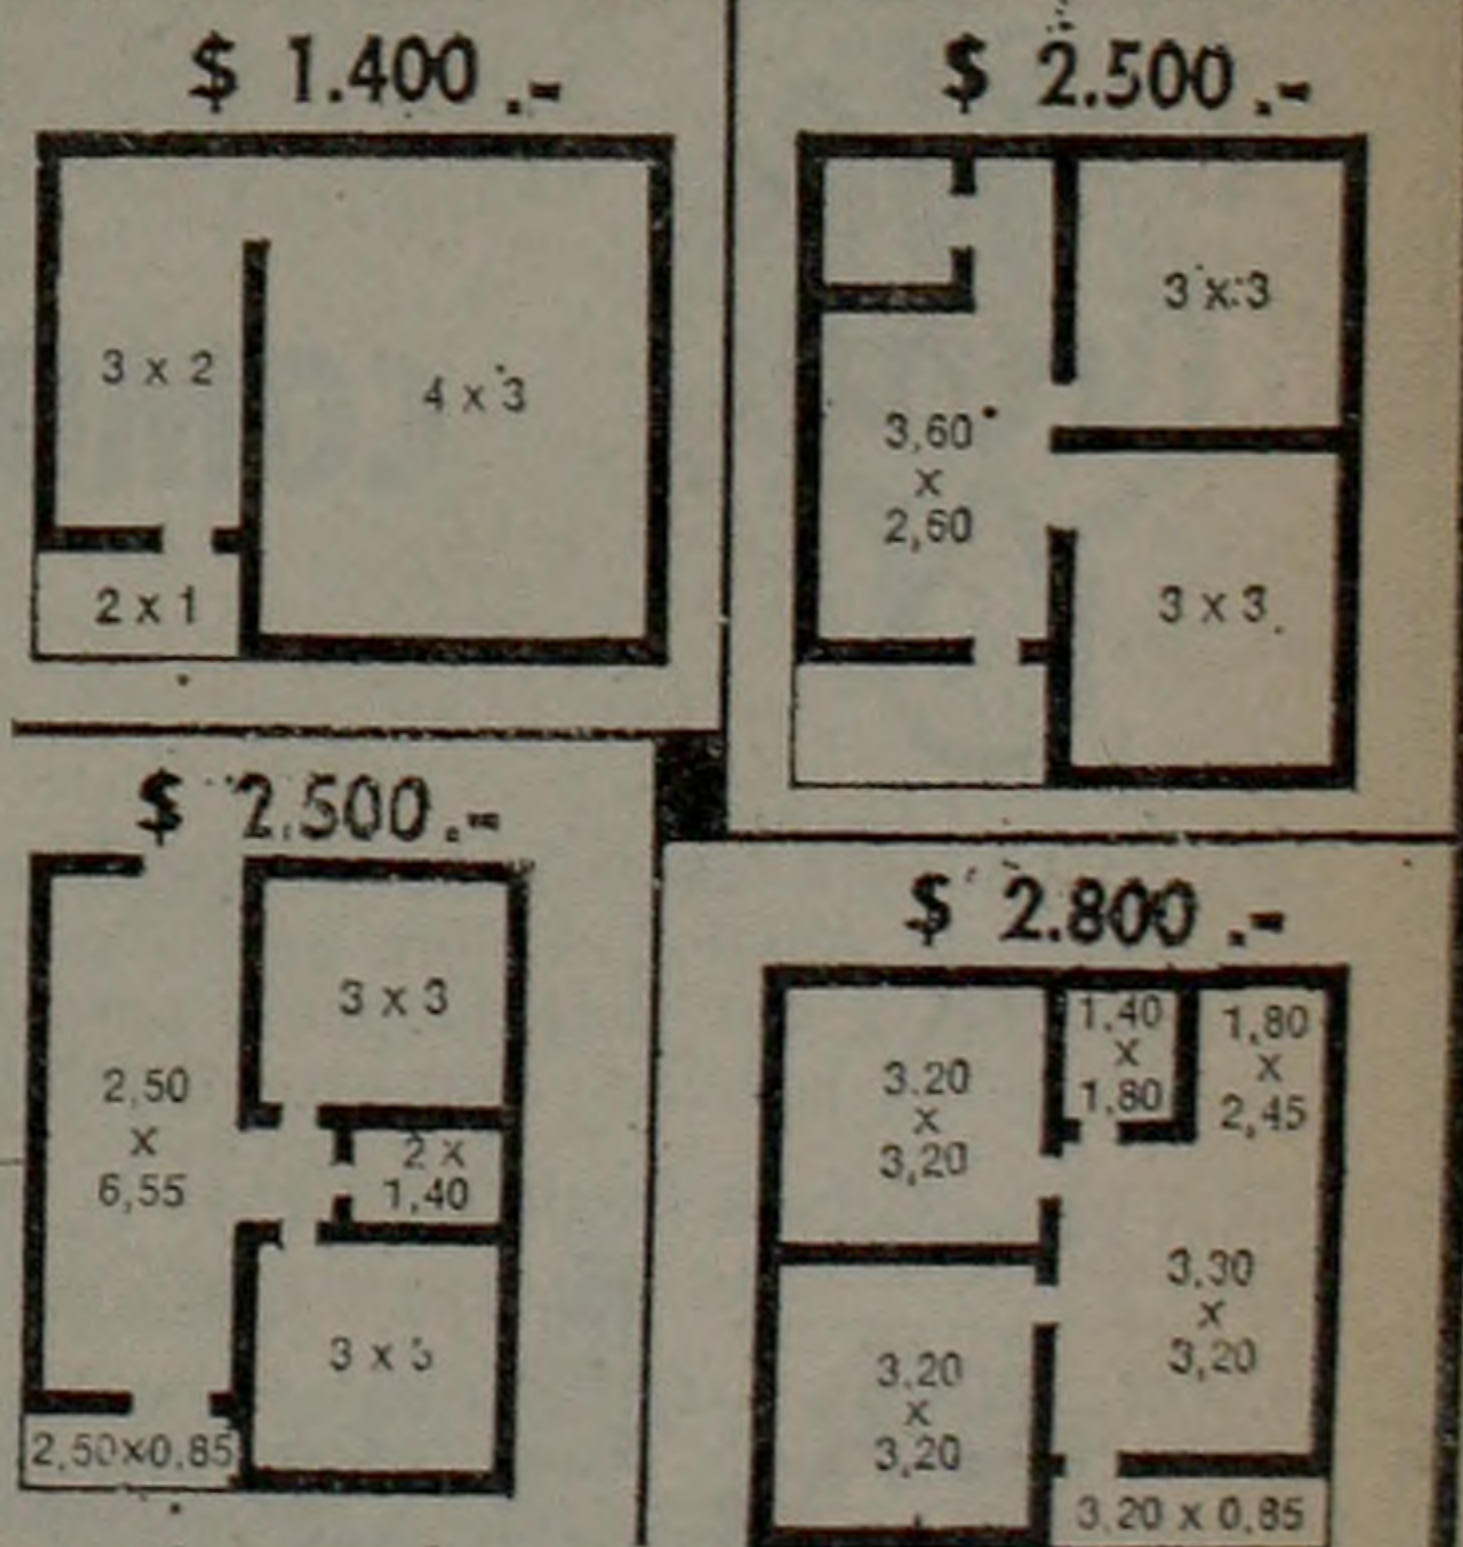 $ 1.400.-
3 x 2
4 x 3
2 x 1
$ 2.500.-
3 x 3
3,60
x
2,60
3 x 3
$ 2.500.-
3 x 3
2,50
x
6,55
2 x
1,40
3 x 3
2,50x0,85
$ 2.800.-
3.20
x
3,20
1,40
x
1,80
1,80
x
2,45
3,30
x
3,20
3.20
x
3,20
3,20 x 0,85